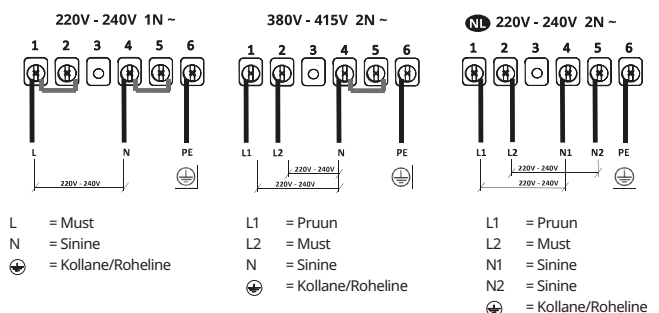 220V - 240V 1N ~
1 2 3 4 5 6
L N PE
220V - 240V
L = Must
N = Sinine
= Kollane/Roheline
380V - 415V 2N ~
1 2 3 4 5 6
L1 L2 N PE
220V - 240V
220V - 240V
L1 = Pruun
L2 = Must
N = Sinine
= Kollane/Roheline
NL 220V - 240V 2N ~
1 2 3 4 5 6
L1 L2 N1 N2 PE
220V - 240V
220V - 240V
L1 = Pruun
L2 = Must
N1 = Sinine
N2 = Sinine
= Kollane/Roheline